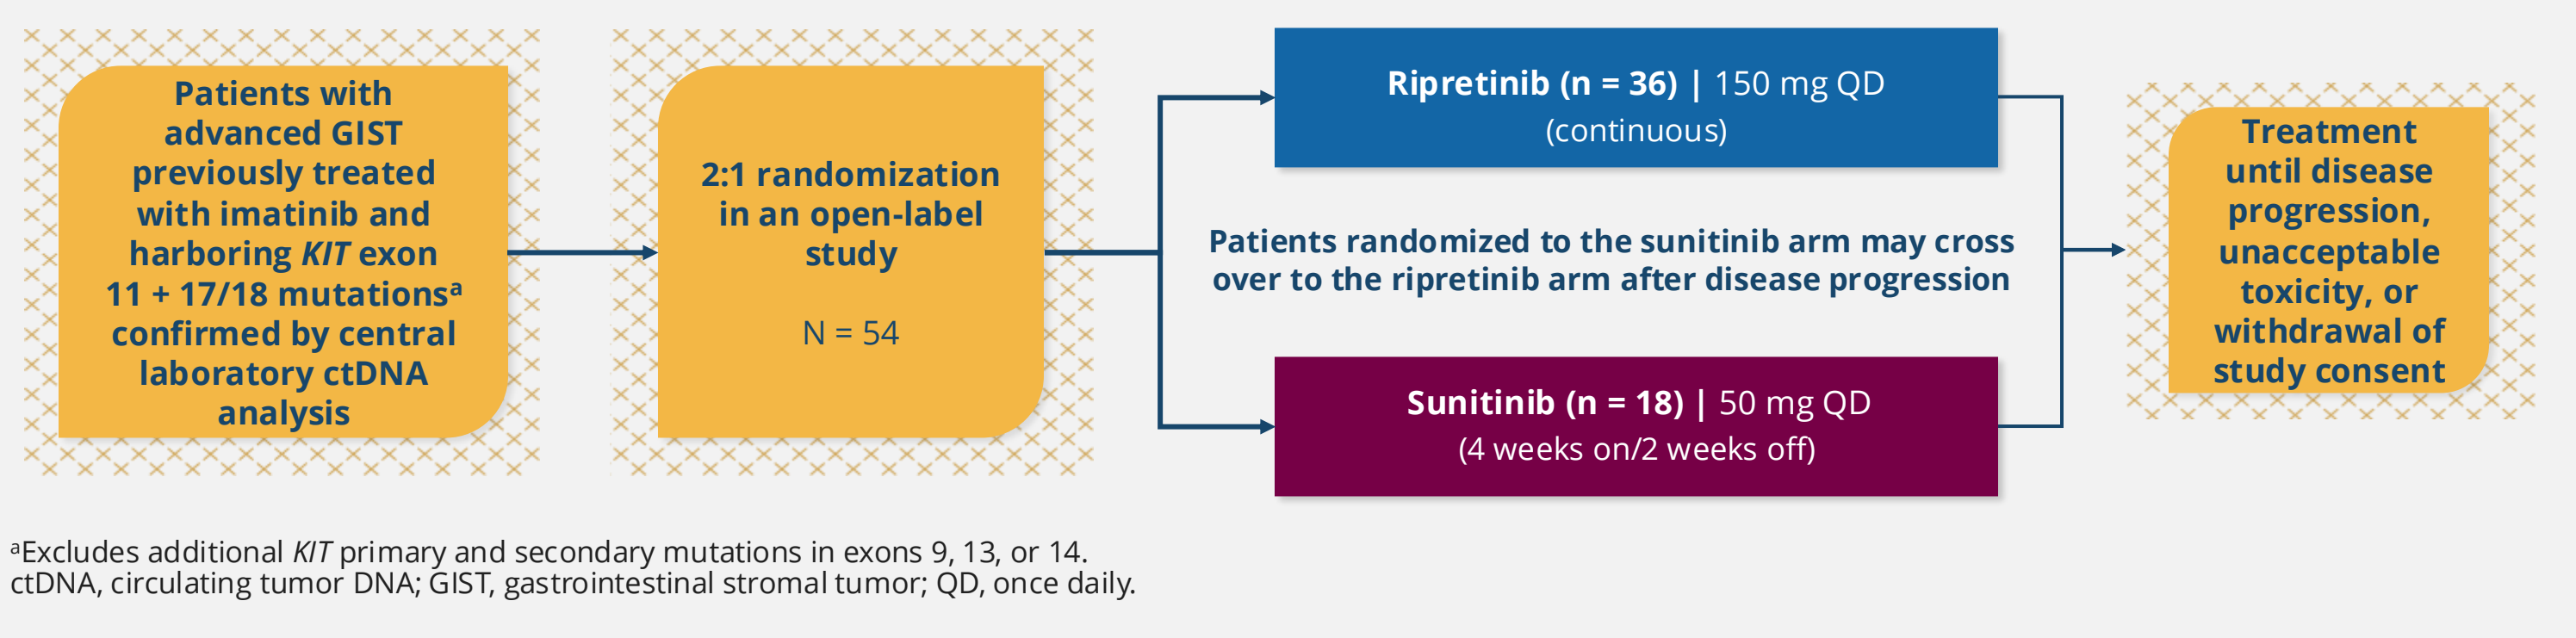 Patients with
advanced GIST
previously treated
with imatinib and
harboring KIT exon
11 + 17/18 mutationsᵃ
confirmed by central
laboratory ctDNA
analysis
2:1 randomization
in an open-label
study
N = 54
Ripretinib (n = 36) | 150 mg QD
(continuous)
Patients randomized to the sunitinib arm may cross
over to the ripretinib arm after disease progression
Sunitinib (n = 18) | 50 mg QD
(4 weeks on/2 weeks off)
Treatment
until disease
progression,
unacceptable
toxicity, or
withdrawal of
study consent
ᵃExcludes additional KIT primary and secondary mutations in exons 9, 13, or 14.
ctDNA, circulating tumor DNA; GIST, gastrointestinal stromal tumor; QD, once daily.